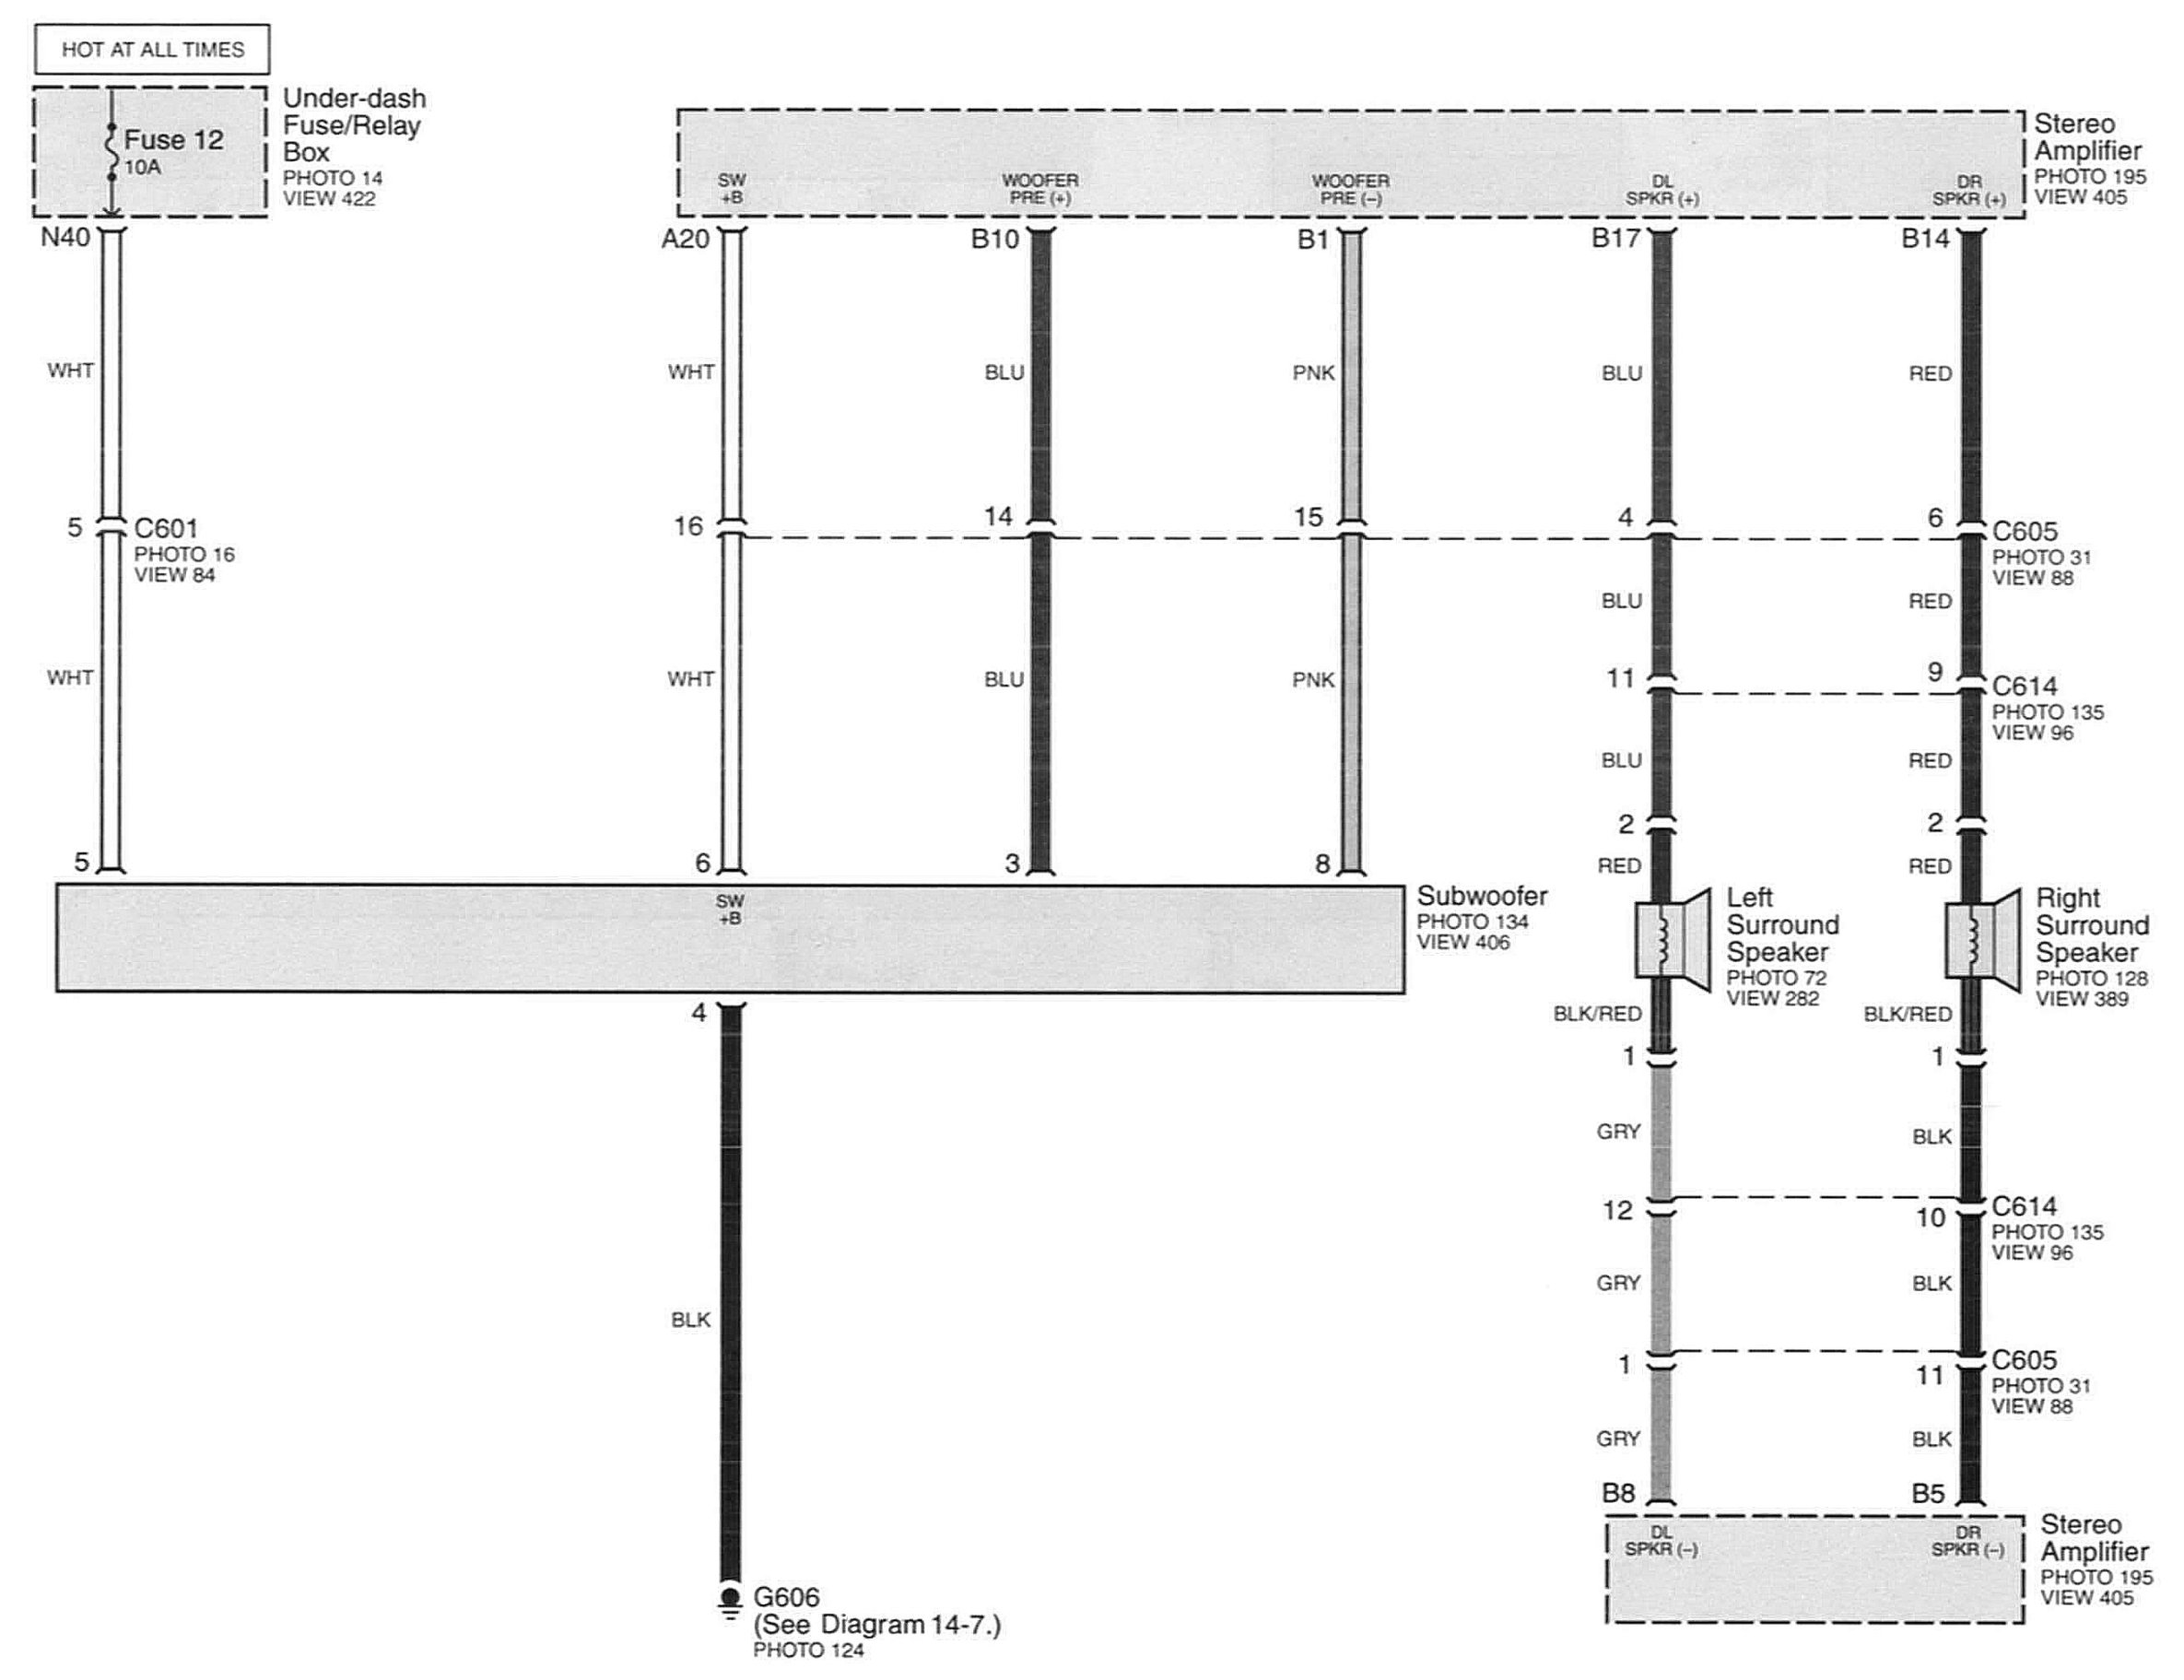 HOT AT ALL TIMES
Fuse 12
10A
Under-dash
Fuse/Relay
Box
PHOTO 14
VIEW 422
SW
+B
WOOFER
PRE (+)
WOOFER
PRE (–)
DL
SPKR (+)
DR
SPKR (+)
Stereo
Amplifier
PHOTO 195
VIEW 405
N40
A20
B10
B1
B17
B14
WHT
WHT
BLU
PNK
BLU
RED
5
C601
PHOTO 16
VIEW 84
16
14
15
4
6
C605
PHOTO 31
VIEW 88
BLU
RED
WHT
WHT
BLU
PNK
11
9
C614
PHOTO 135
VIEW 96
BLU
RED
2
2
5
6
3
8
RED
RED
SW
+B
Subwoofer
PHOTO 134
VIEW 406
Left
Surround
Speaker
PHOTO 72
VIEW 282
Right
Surround
Speaker
PHOTO 128
VIEW 389
4
BLK/RED
BLK/RED
1
1
GRY
BLK
12
10
C614
PHOTO 135
VIEW 96
GRY
BLK
BLK
1
11
C605
PHOTO 31
VIEW 88
GRY
BLK
B8
B5
DL
SPKR (–)
DR
SPKR (–)
Stereo
Amplifier
PHOTO 195
VIEW 405
G606
(See Diagram 14-7.)
PHOTO 124